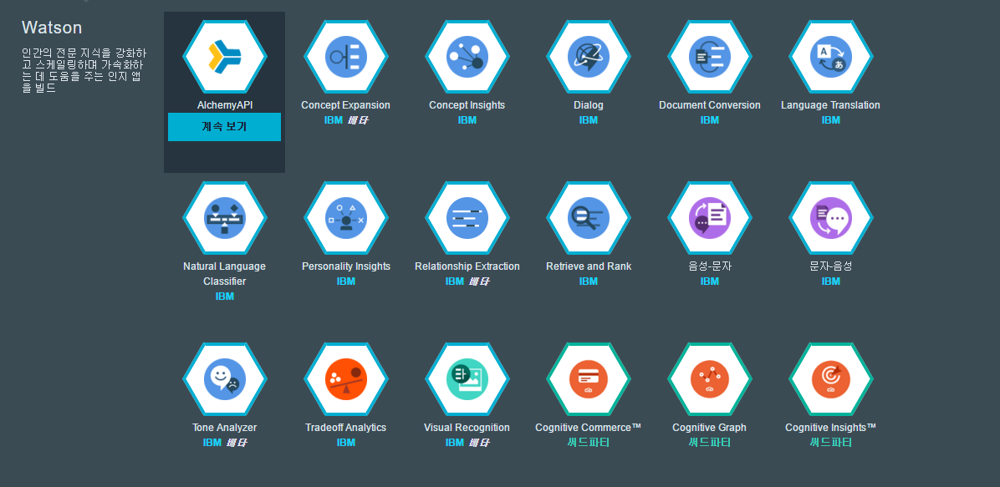 Watson
인간의 전문 지식을 강화하
고 스케일링하며 가속화하
는 데 도움을 주는 인지 앱
을 빌드
AlchemyAPI
계속 보기
Concept Expansion
IBM 베타
Concept Insights
IBM
Dialog
IBM
Document Conversion
IBM
A
あ
Language Translation
IBM
Natural Language
Classifier
IBM
Personality Insights
IBM
Relationship Extraction
IBM 베타
Retrieve and Rank
IBM
음성-문자
IBM
문자-음성
IBM
Tone Analyzer
IBM 베타
Tradeoff Analytics
IBM
Visual Recognition
IBM 베타
Cognitive Commerce™
써드파티
Cognitive Graph
써드파티
Cognitive Insights™
써드파티